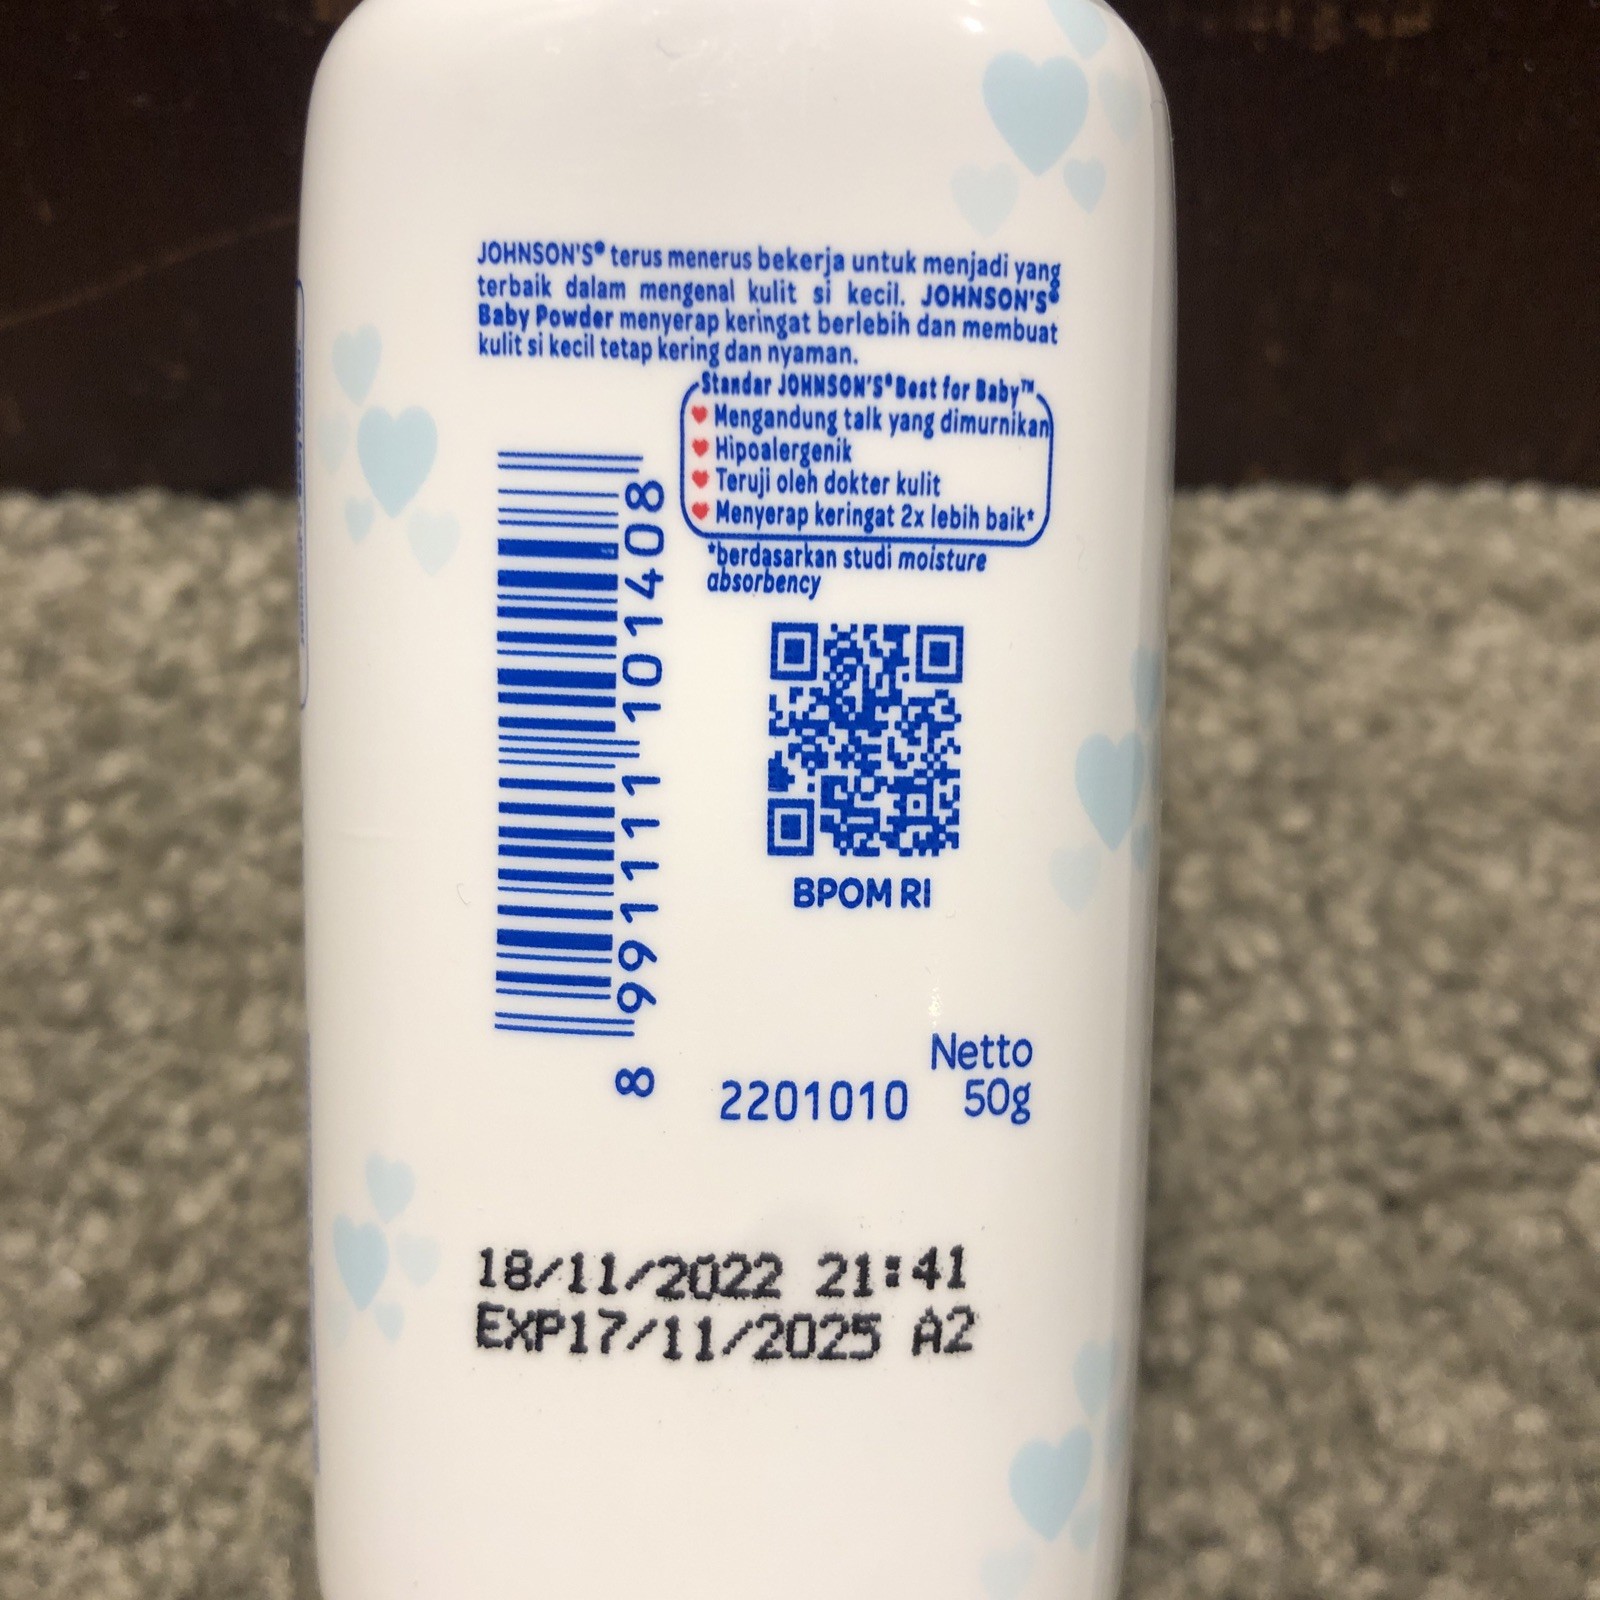 JOHNSON'S® terus menerus bekerja untuk menjadi yang
terbaik dalam mengenal kulit si kecil. JOHNSON'S®
Baby Powder menyerap keringat berlebih dan membuat
kulit si kecil tetap kering dan nyaman.
Standar JOHNSON'S® Best for Baby™
Mengandung talk yang dimurnikan
Hipoalergenik
Teruji oleh dokter kulit
Menyerap keringat 2x lebih baik*
*berdasarkan studi moisture
absorbency
8 991111 101408
BPOM RI
Netto
2201010 50g
18/11/2022 21:41
EXP17/11/2025 A2